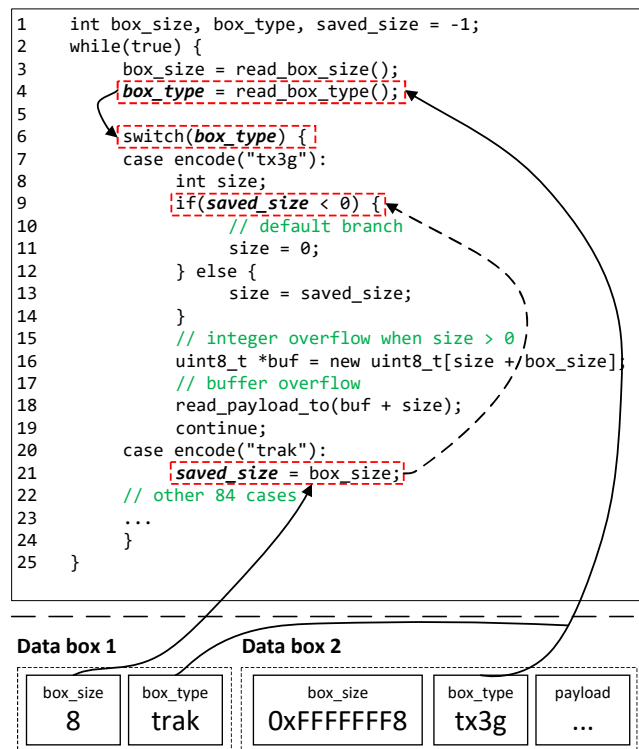 1 int box_size, box_type, saved_size = -1;
2 while(true) {
3 box_size = read_box_size();
4 box_type = read_box_type();
5
6 switch(box_type) {
7 case encode("tx3g"):
8 int size;
9 if(saved_size < 0) {
10 // default branch
11 size = 0;
12 } else {
13 size = saved_size;
14 }
15 // integer overflow when size > 0
16 uint8_t *buf = new uint8_t[size + box_size];
17 // buffer overflow
18 read_payload_to(buf + size);
19 continue;
20 case encode("trak"):
21 saved_size = box_size;
22 // other 84 cases
23 ...
24 }
25 }
Data box 1 Data box 2
box_size box_type box_size box_type payload
8 trak 0xFFFFFFF8 tx3g ...